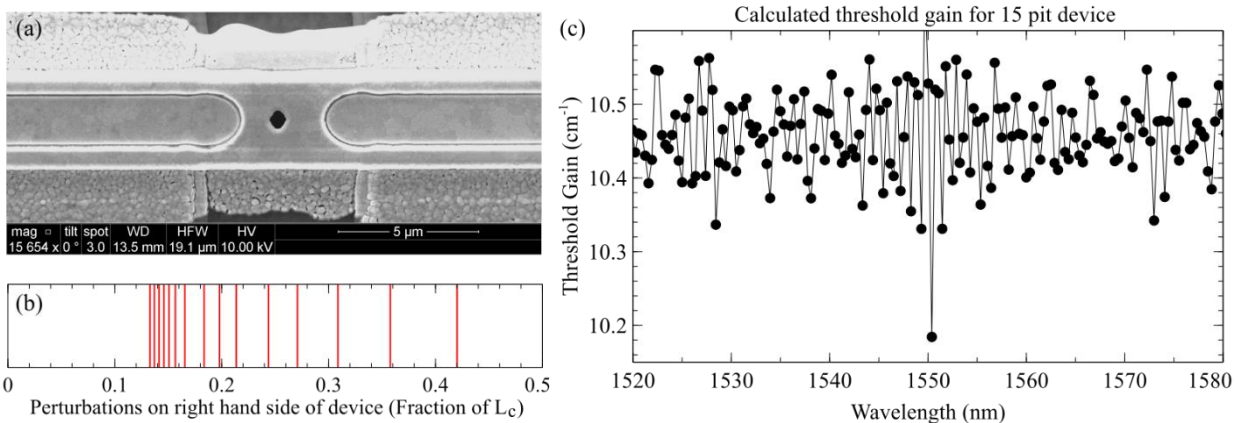 (a)
mag □ tilt spot WD HFW HV
15 654 x 0 ° 3.0 13.5 mm 19.1 µm 10.00 kV
5 µm
(b)
0 0.1 0.2 0.3 0.4 0.5
Perturbations on right hand side of device (Fraction of Lc)
Calculated threshold gain for 15 pit device
(c)
Threshold Gain (cm⁻¹)
10.5
10.4
10.3
10.2
1520 1530 1540 1550 1560 1570 1580
Wavelength (nm)